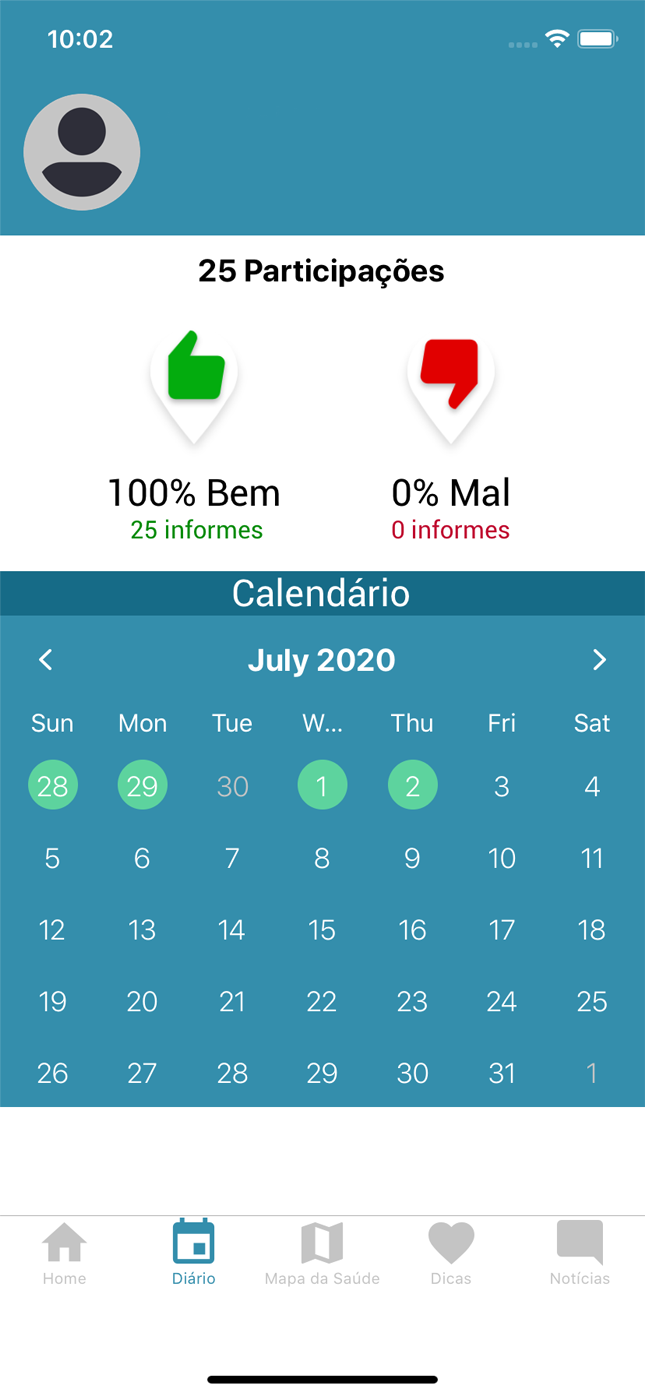 10:02
25 Participações
100% Bem 0% Mal
25 informes 0 informes
Calendário
July 2020
Sun Mon Tue W... Thu Fri Sat
28 29 30 1 2 3 4
5 6 7 8 9 10 11
12 13 14 15 16 17 18
19 20 21 22 23 24 25
26 27 28 29 30 31 1
Home Diário Mapa da Saúde Dicas Notícias